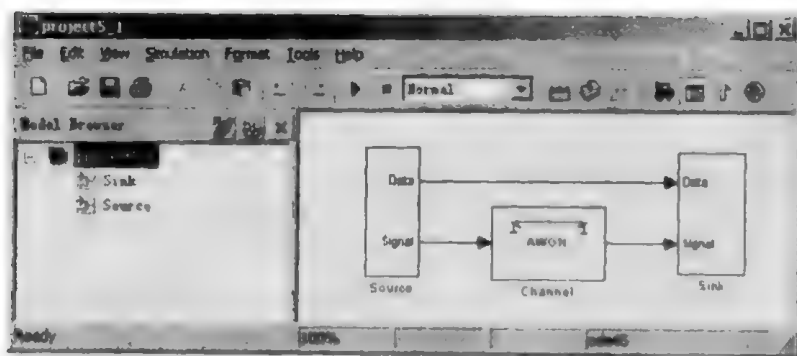 project5_1
File Edit View Simulation Format Tools Help
Normal
Model Browser
Sink
Source
Data
Signal
Source
AWGN
Channel
Data
Signal
Sink
Ready
100%
ode45